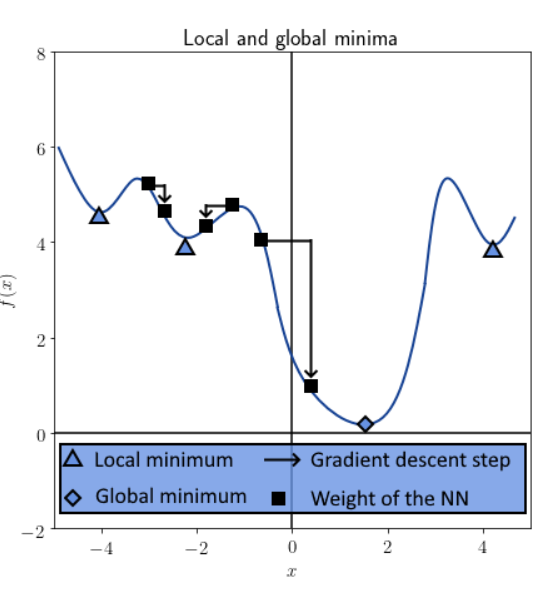 Local and global minima
8
6
4
2
0
−2
f(x)
Local minimum
Gradient descent step
Global minimum
Weight of the NN
−4 −2 0 2 4
x